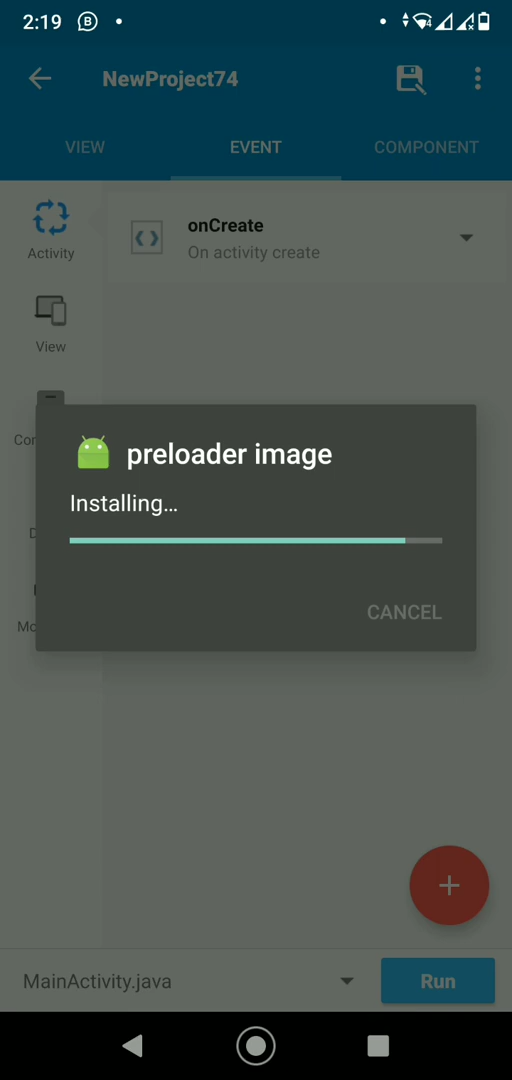 2:19
NewProject74
VIEW
EVENT
COMPONENT
Activity
onCreate
On activity create
View
preloader image
Installing...
CANCEL
MainActivity.java
Run